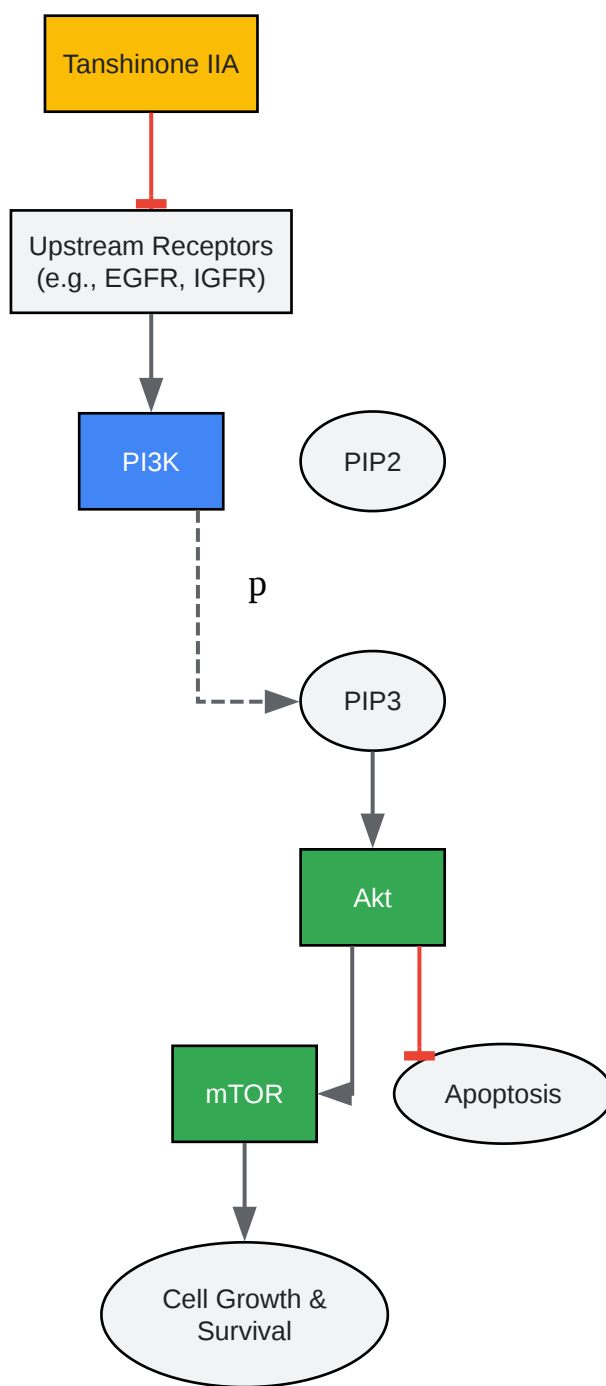 Tanshinone IIA
Upstream Receptors
(e.g., EGFR, IGFR)
PI3K
PIP2
p
PIP3
Akt
mTOR
Apoptosis
Cell Growth &
Survival